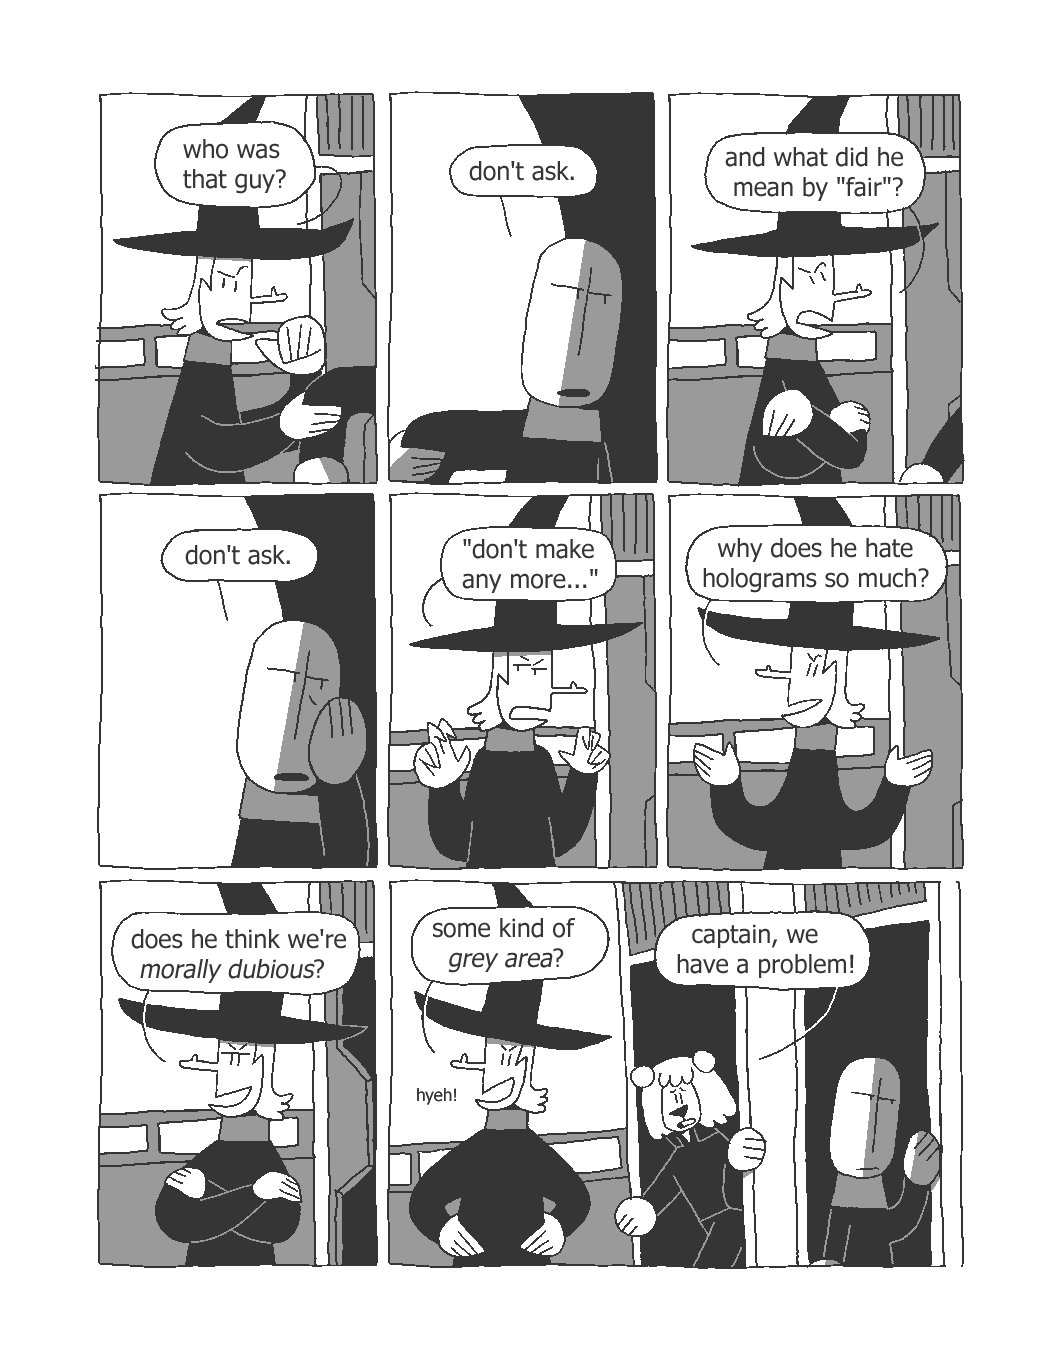 who was
that guy?
don't ask.
and what did he
mean by "fair"?
don't ask.
"don't make
any more..."
why does he hate
holograms so much?
does he think we're
morally dubious?
some kind of
grey area?
hyeh!
captain, we
have a problem!